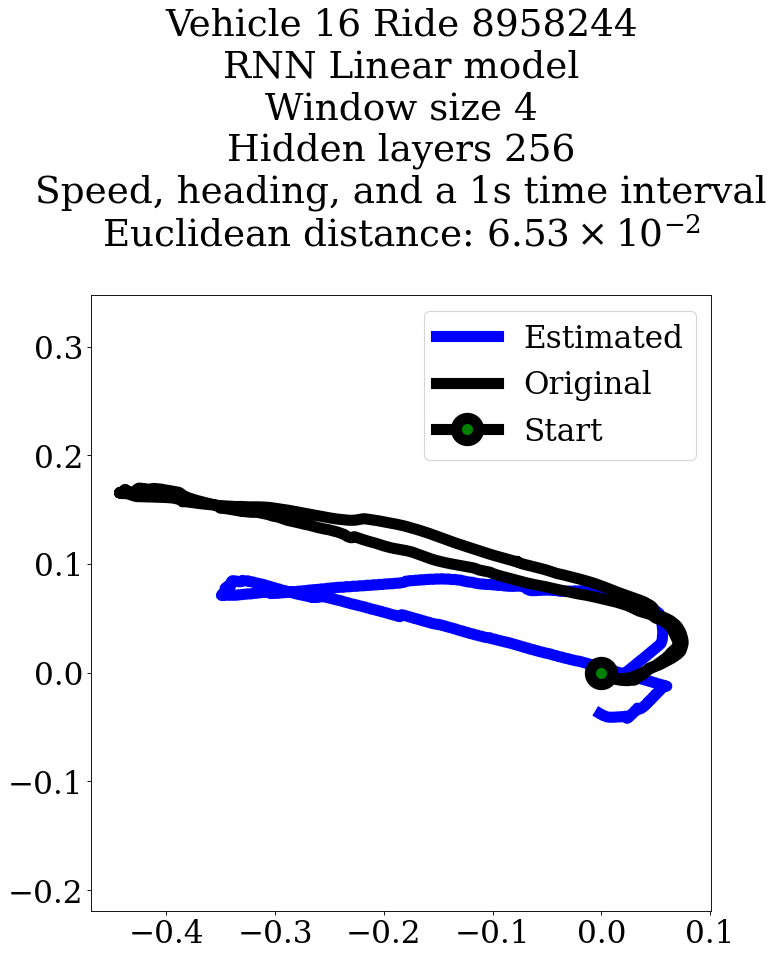 Vehicle 16 Ride 8958244
RNN Linear model
Window size 4
Hidden layers 256
Speed, heading, and a 1s time interval
Euclidean distance: 6.53 × 10⁻²
Estimated
Original
Start
0.3
0.2
0.1
0.0
−0.1
−0.2
−0.4 −0.3 −0.2 −0.1 0.0 0.1